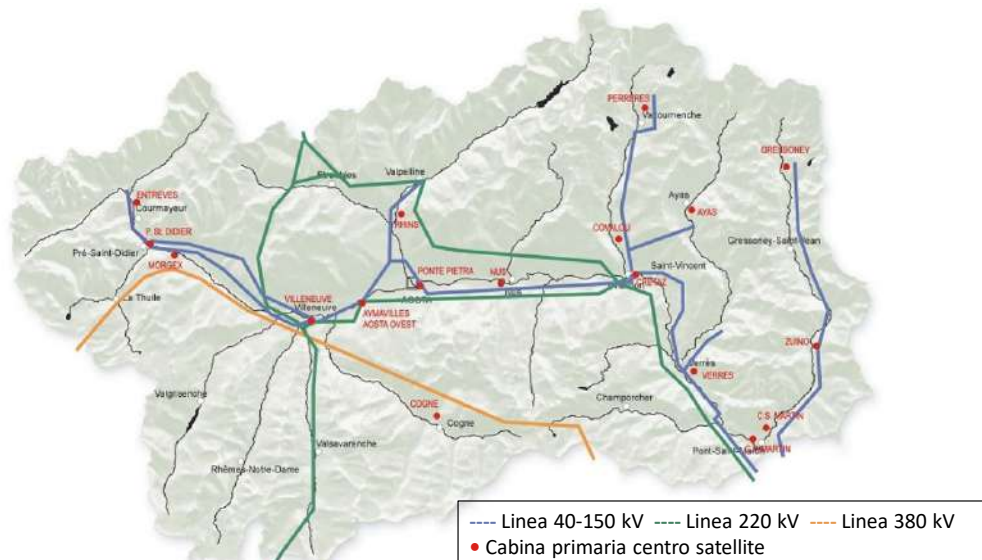 PERRERES
Valtournenche
GRESSONEY
Etroubles
Valpelline
ENTREVES
Courmayeur
Ayas
AYAS
RHINS
COVALOU
P. St. DIDIER
Pré-Saint-Didier
MORGEX
Gressoney-Saint-Jean
Saint-Vincent
PONTE PIETRA
NUS
La Thuile
VILLENEUVE
Villeneuve
AOSTA
AYMAVILLES
AOSTA OVEST
ZUINO
Verrès
VERRES
Valgrisenche
Champorcher
COGNE
Cogne
C.S. MARTIN
Valsavarenche
Rhêmes-Notre-Dame
---- Linea 40-150 kV ---- Linea 220 kV ---- Linea 380 kV
• Cabina primaria centro satellite